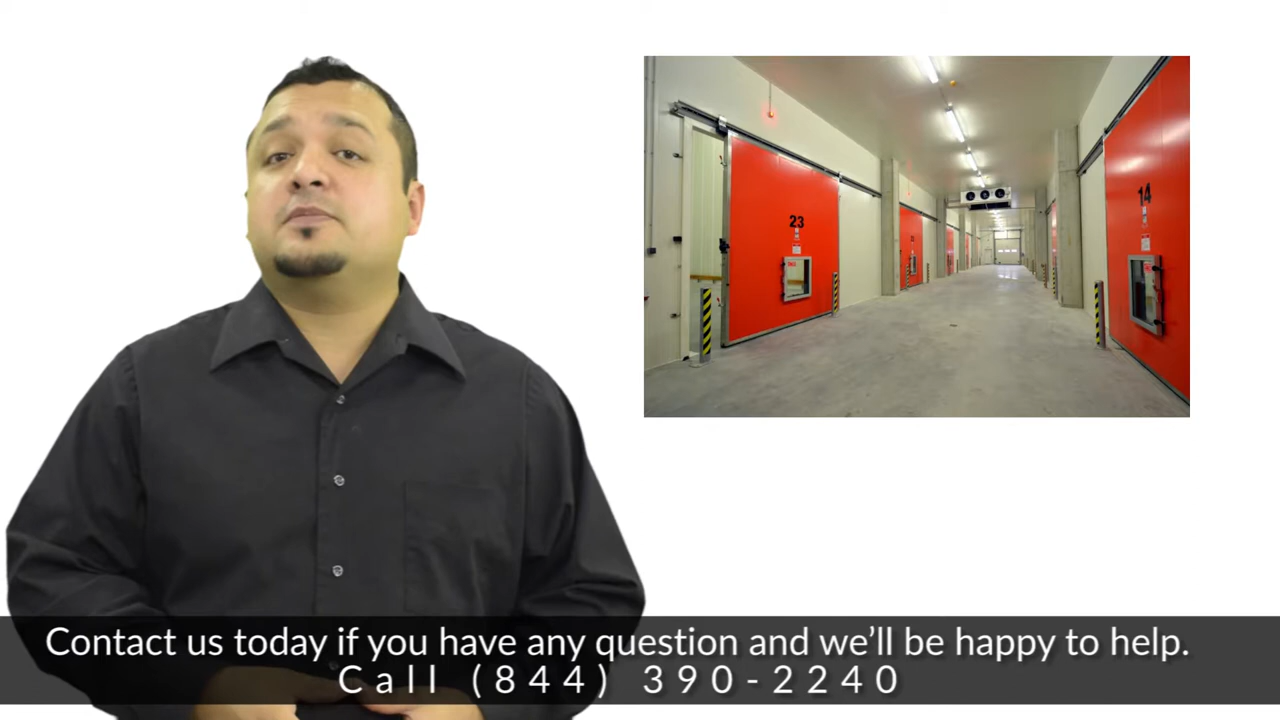 23
14
Contact us today if you have any question and we’ll be happy to help.
Call (844) 390-2240